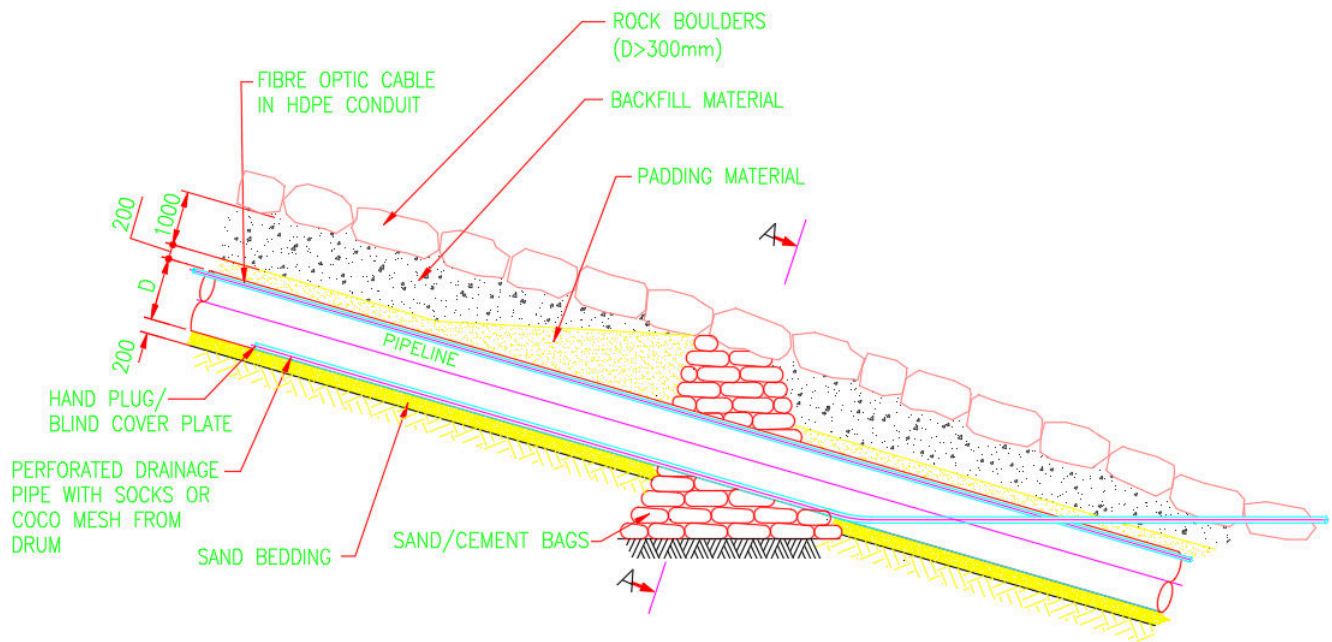 ROCK BOULDERS
(D>300mm)
FIBRE OPTIC CABLE
IN HDPE CONDUIT
BACKFILL MATERIAL
PADDING MATERIAL
200
1000
A
D
200
PIPELINE
HAND PLUG/
BLIND COVER PLATE
PERFORATED DRAINAGE
PIPE WITH SOCKS OR
COCO MESH FROM
DRUM
SAND BEDDING
SAND/CEMENT BAGS
A